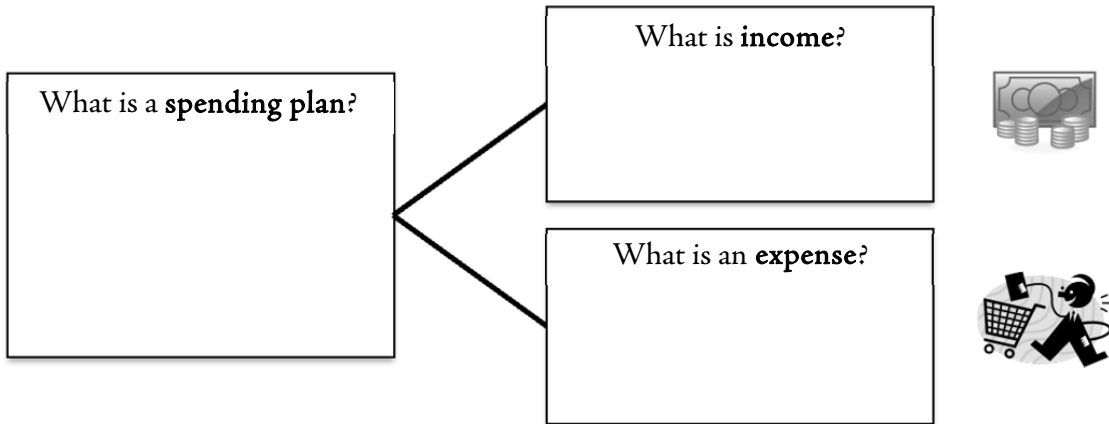 What is a spending plan?
What is income?
What is an expense?